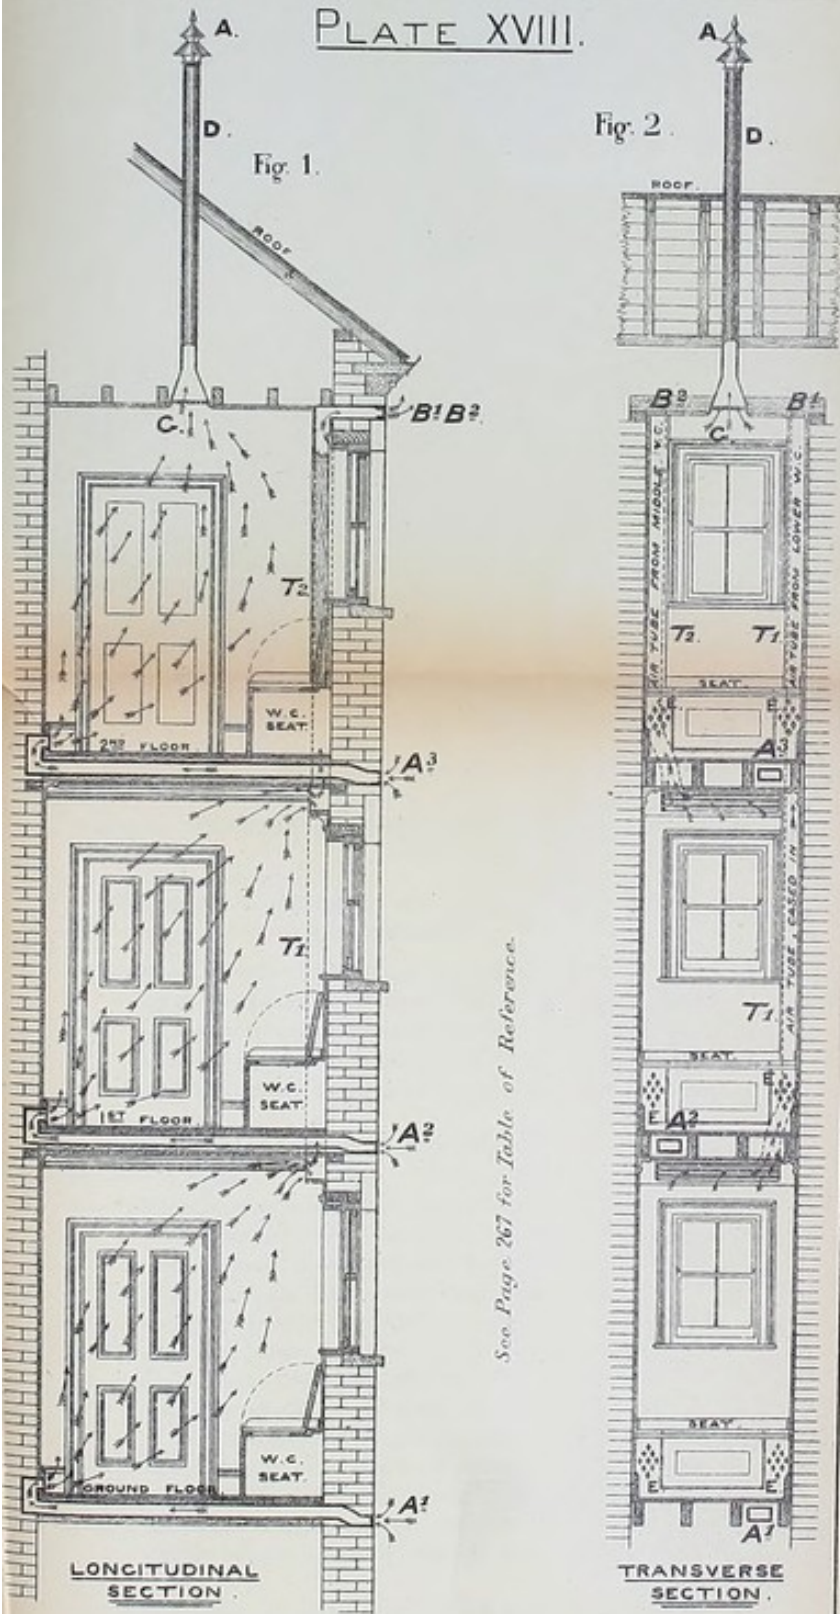 PLATE XVIII.
A.
D.
Fig. 1.
ROOF
C.
B1 B2.
T2
W.C.
SEAT.
2ND FLOOR
A3
T1
W.C.
SEAT
1ST FLOOR
A2
W.C.
SEAT.
GROUND FLOOR
A1
LONGITUDINAL
SECTION.
See Page 267 for Table of Reference.
Fig. 2.
A.
D.
ROOF.
B2
B1
C.
AIR TUBE FROM MIDDLE W.C.
AIR TUBE FROM LOWER W.C.
T2.
T1.
SEAT.
E
E
A3
AIR TUBE, CASED IN
T1
SEAT.
E
E
A2
SEAT.
E
E
A1
TRANSVERSE
SECTION.